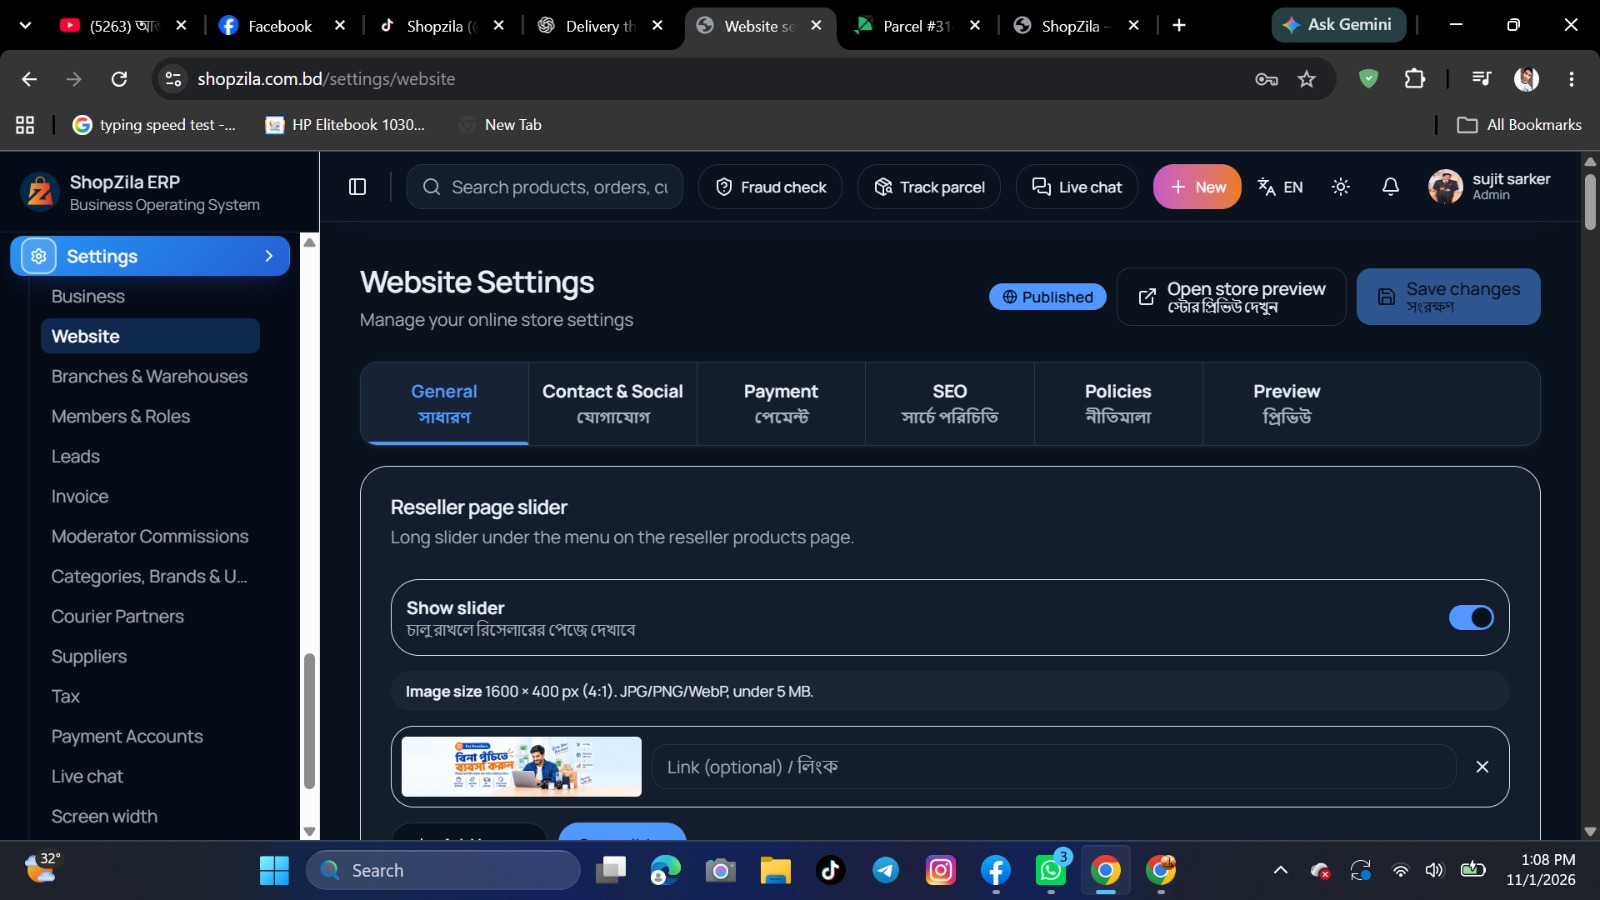 (5263)
Facebook
Shopzila (
Delivery th
Website se
Parcel #31
ShopZila –
Ask Gemini
shopzila.com.bd/settings/website
typing speed test -...
HP Elitebook 1030...
New Tab
All Bookmarks
ShopZila ERP
Business Operating System
Search products, orders, cu
Fraud check
Track parcel
Live chat
New
EN
sujit sarker
Admin
Settings
Business
Website
Branches & Warehouses
Members & Roles
Leads
Invoice
Moderator Commissions
Categories, Brands & U...
Courier Partners
Suppliers
Tax
Payment Accounts
Live chat
Screen width
Website Settings
Manage your online store settings
Published
Open store preview
স্টোর প্রিভিউ দেখুন
Save changes
সংরক্ষণ
General
সাধারণ
Contact & Social
যোগাযোগ
Payment
পেমেন্ট
SEO
সার্চে পরিচিতি
Policies
নীতিমালা
Preview
প্রিভিউ
Reseller page slider
Long slider under the menu on the reseller products page.
Show slider
চালু রাখলে রিসেলারের পেজে দেখাবে
Image size 1600 × 400 px (4:1). JPG/PNG/WebP, under 5 MB.
বিনা পুঁচিতে
ব্যবসা করুন
Link (optional) / লিংক
32°
Search
3
1:08 PM
11/1/2026